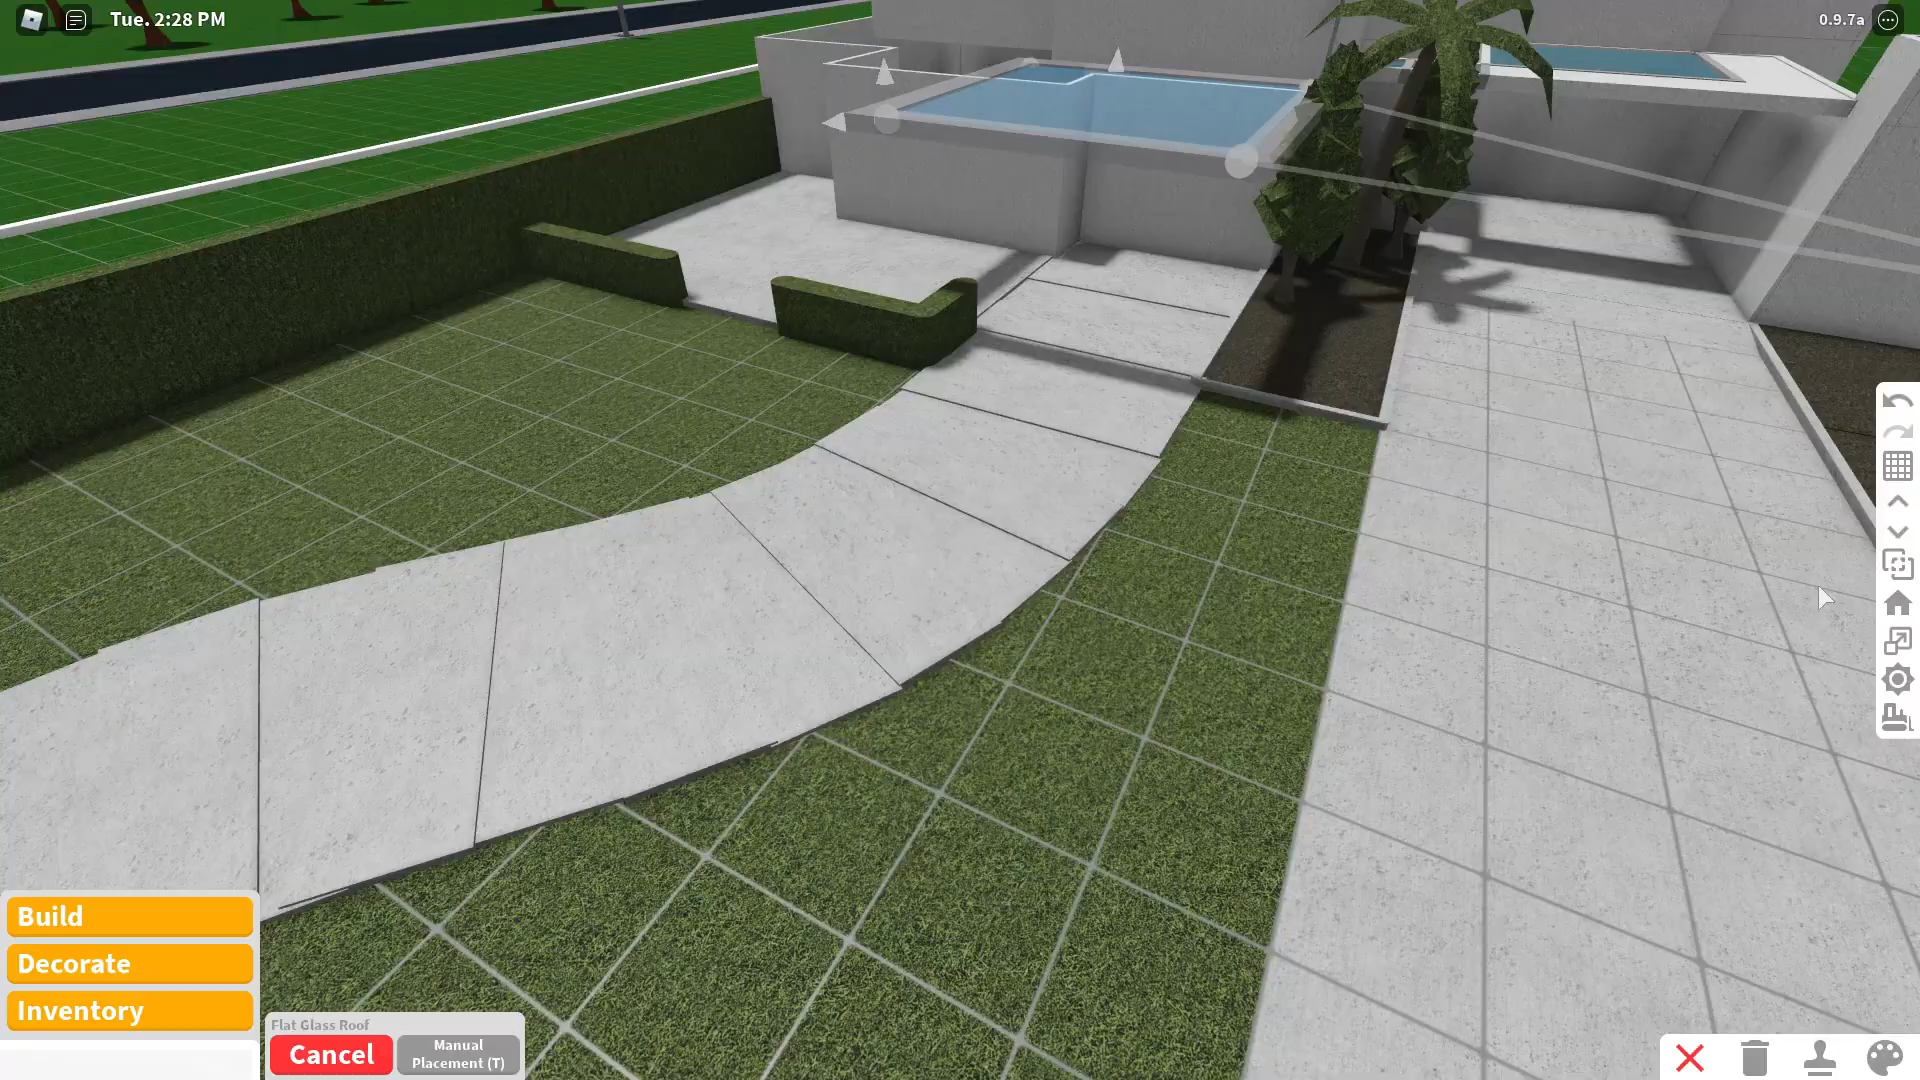 Tue. 2:28 PM
0.9.7a
Build
Decorate
Inventory
Flat Glass Roof
Cancel
Manual
Placement (T)